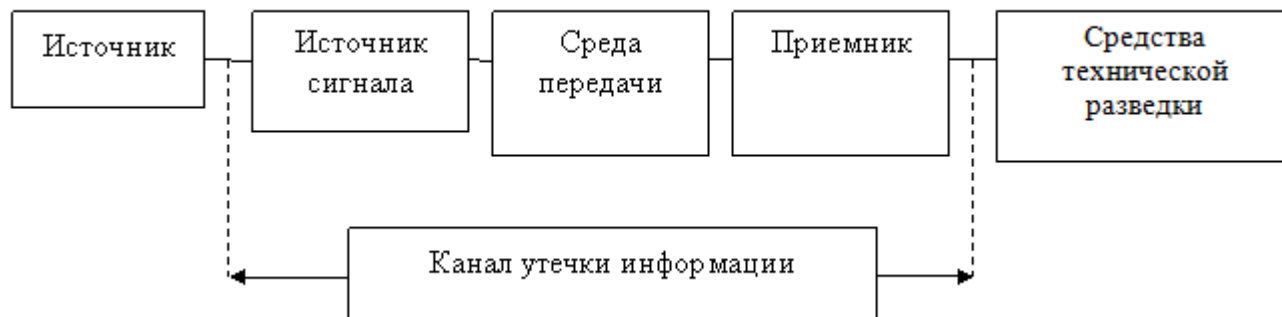 Источник
Источник
сигнала
Среда
передачи
Приемник
Средства
технической
разведки
Канал утечки информации